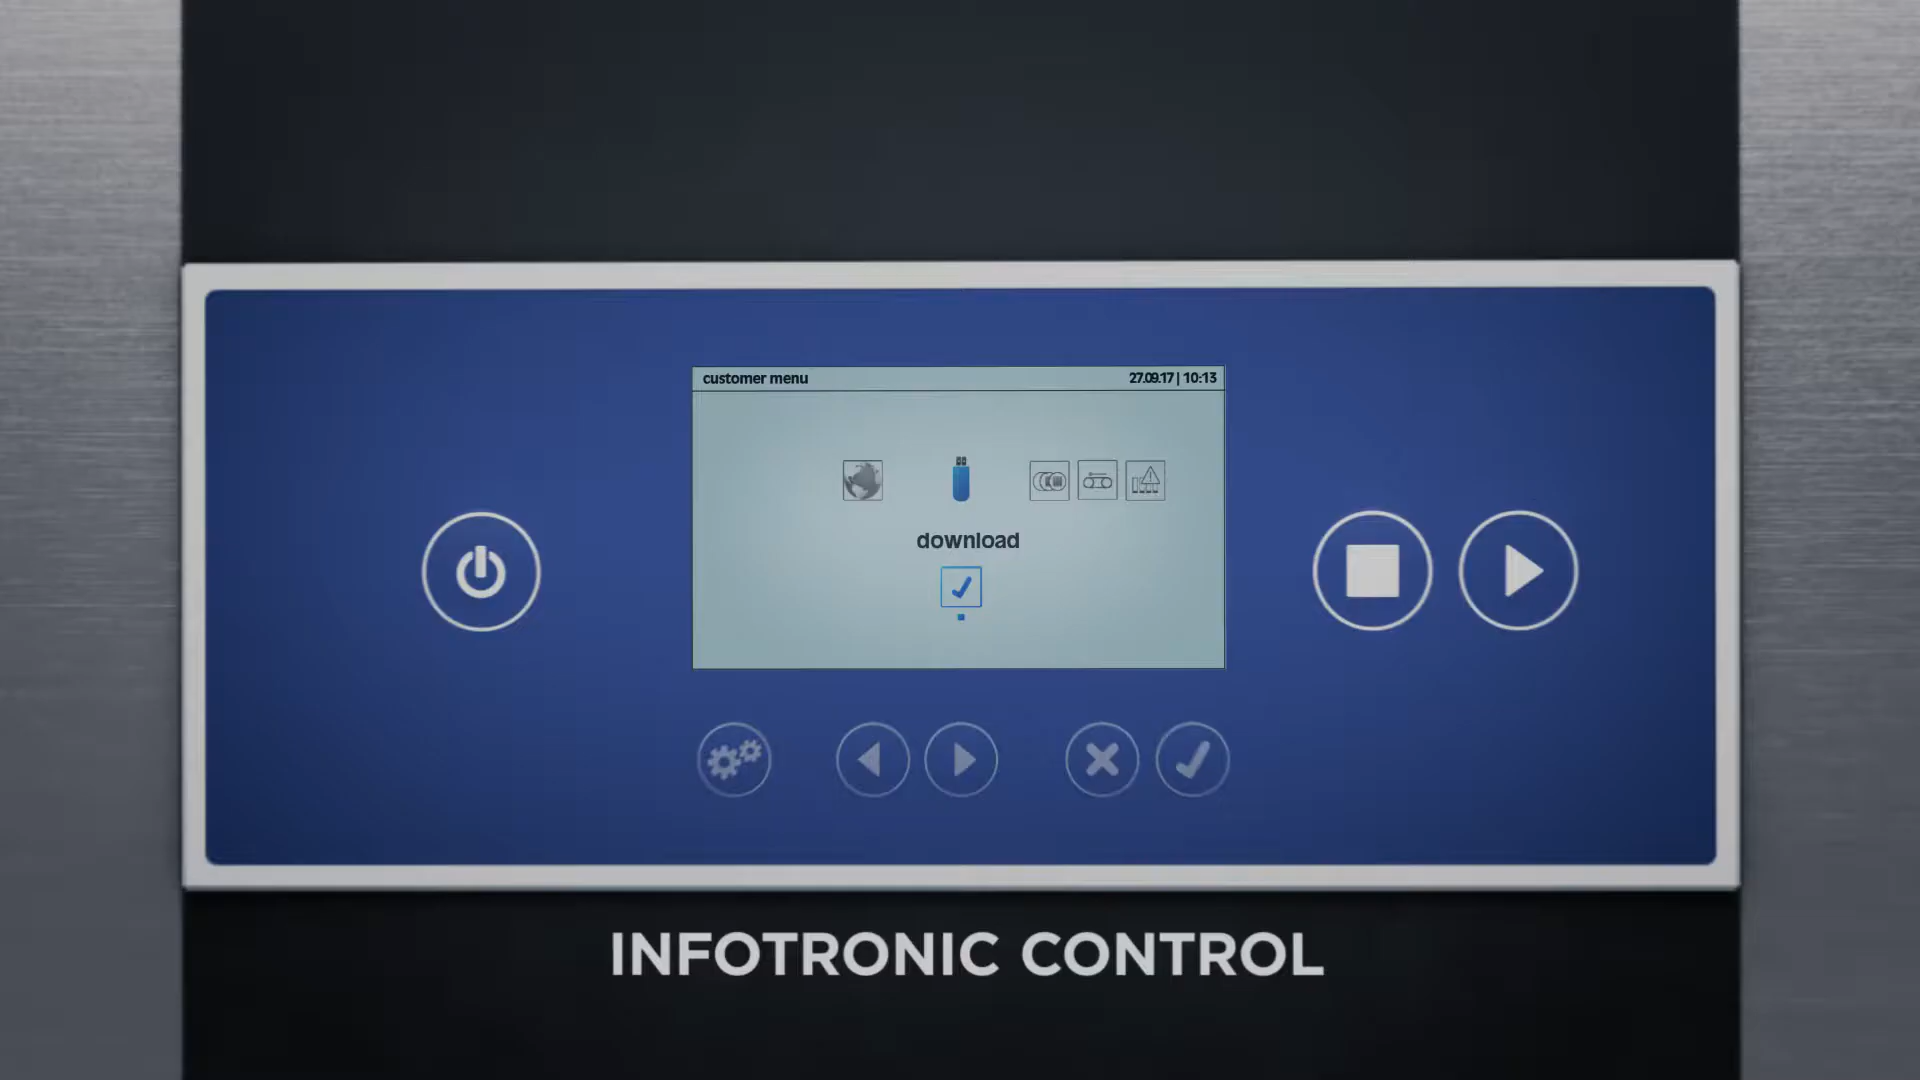 customer menu
27.09.17 | 10:13
download
INFOTRONIC CONTROL